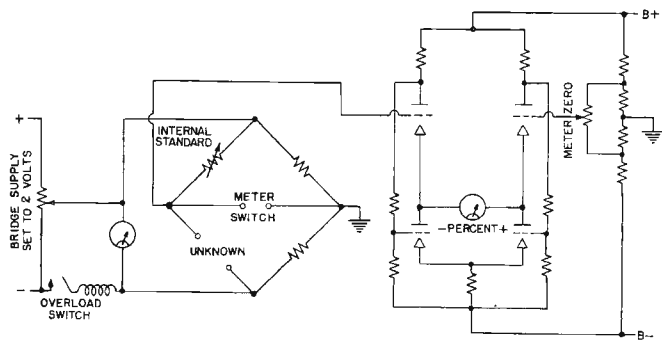 B+
+
INTERNAL
STANDARD
METER
SWITCH
UNKNOWN
BRIDGE SUPPLY
SET TO 2 VOLTS
-
OVERLOAD
SWITCH
METER ZERO
-PERCENT+
B-